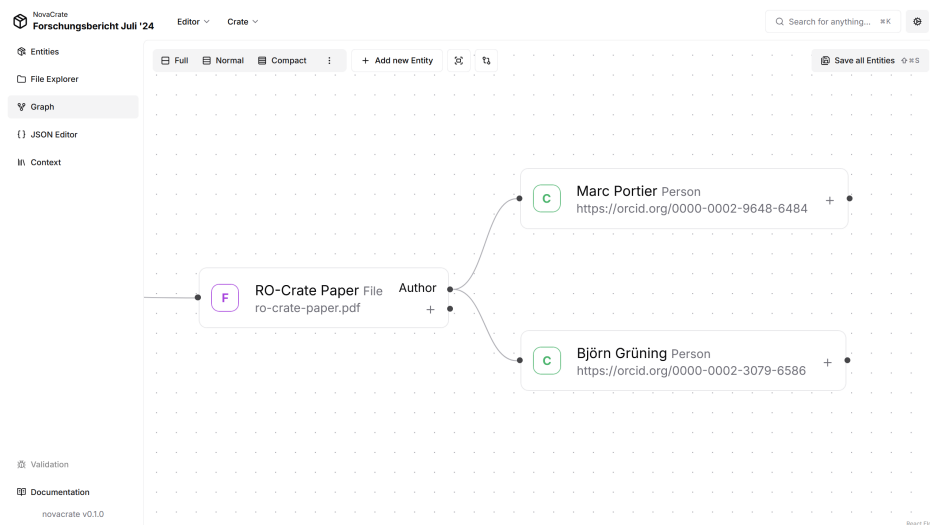 NovaCrate
Forschungsbericht Juli '24
Editor
Crate
Search for anything...
⌘K
Entities
File Explorer
Graph
{} JSON Editor
Context
Full
Normal
Compact
+ Add new Entity
Save all Entities ⇧⌘S
C
Marc Portier Person
https://orcid.org/0000-0002-9648-6484
+
F
RO-Crate Paper File
ro-crate-paper.pdf
Author
+
C
Björn Grüning Person
https://orcid.org/0000-0002-3079-6586
+
Validation
Documentation
novacrate v0.1.0